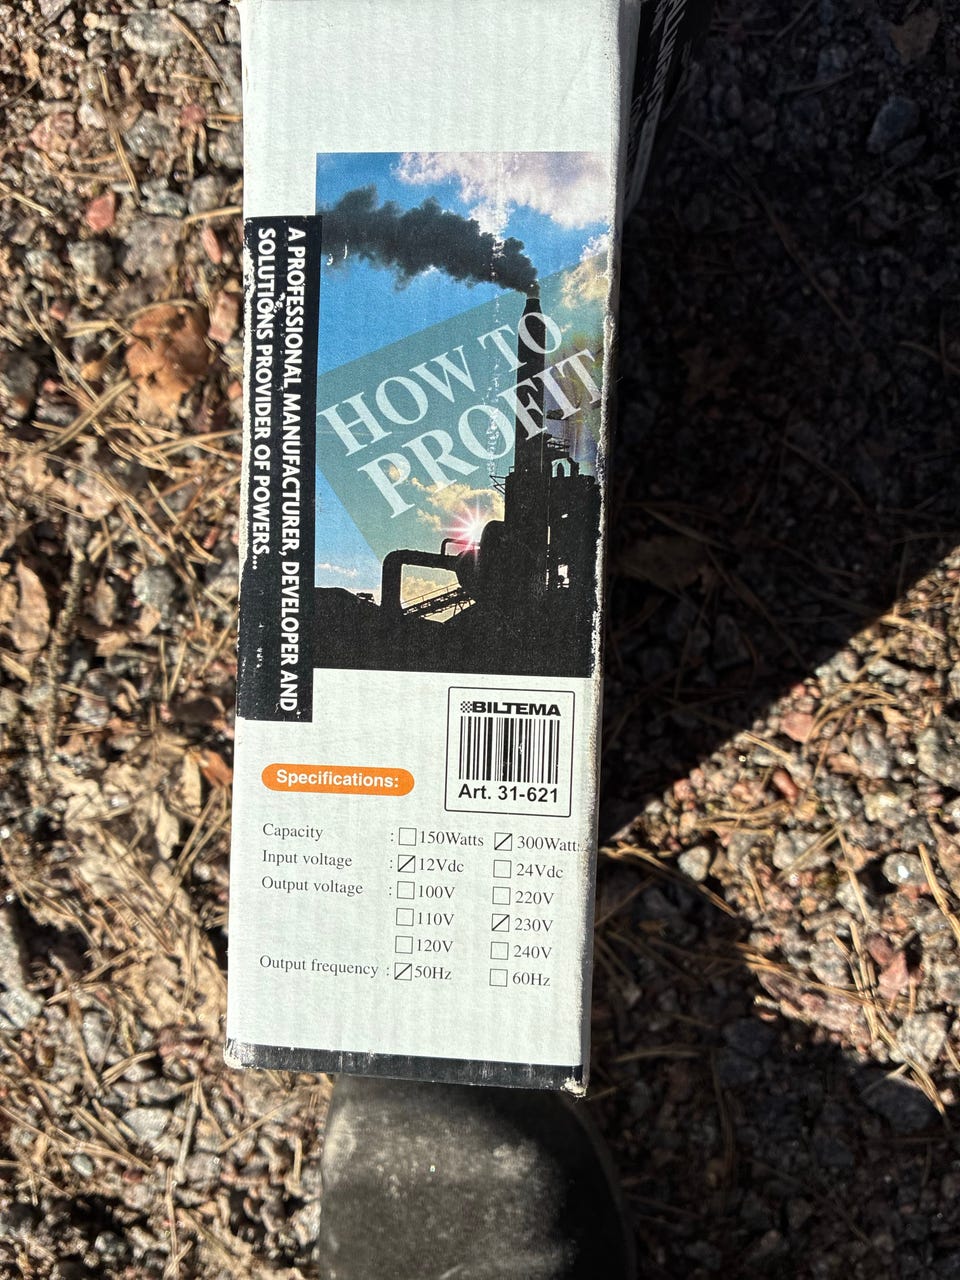 A PROFESSIONAL MANUFACTURER, DEVELOPER AND
SOLUTIONS PROVIDER OF POWERS...
HOW TO
PROFIT
BILTEMA
Art. 31-621
Specifications:
Capacity : 150Watts 300Watt
Input voltage : 12Vdc 24Vdc
Output voltage : 100V 220V
110V 230V
120V 240V
Output frequency : 50Hz 60Hz